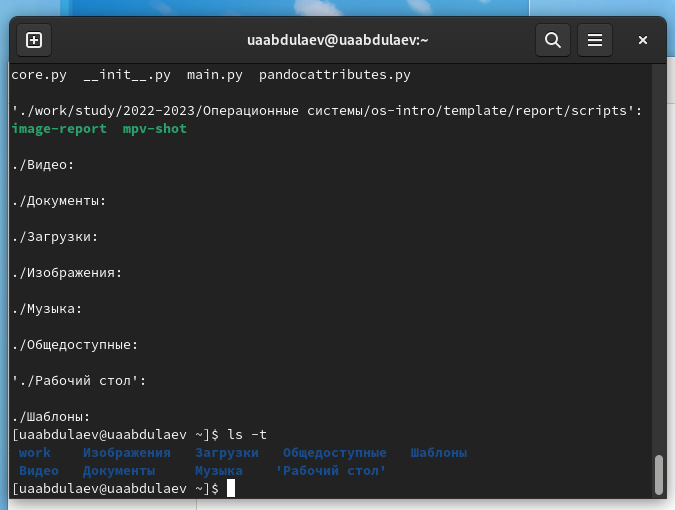 uaabdulaev@uaabdulaev:~
core.py  __init__.py  main.py  pandocattributes.py
'./work/study/2022-2023/Операционные системы/os-intro/template/report/scripts':
image-report  mpv-shot
./Видео:
./Документы:
./Загрузки:
./Изображения:
./Музыка:
./Общедоступные:
'./Рабочий стол':
./Шаблоны:
[uaabdulaev@uaabdulaev ~]$ ls -t
work    Изображения   Загрузки   Общедоступные   Шаблоны
Видео   Документы     Музыка    'Рабочий стол'
[uaabdulaev@uaabdulaev ~]$